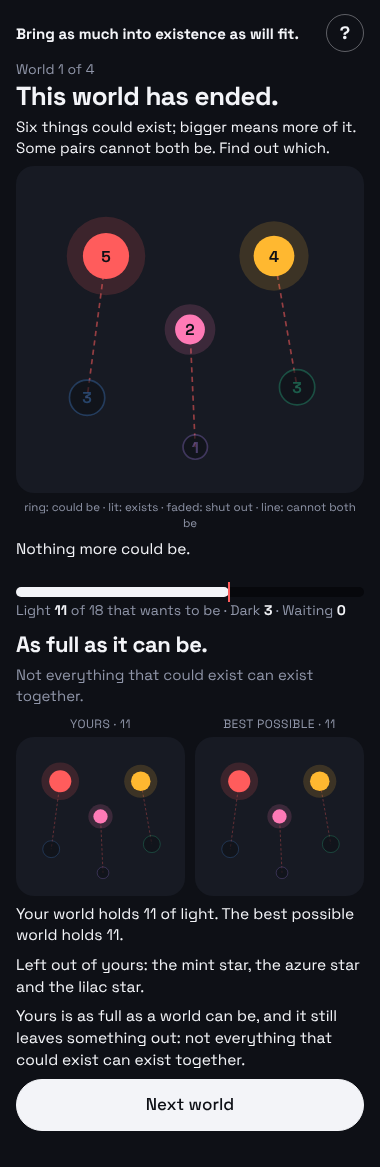 Bring as much into existence as will fit.
?
World 1 of 4
This world has ended.
Six things could exist; bigger means more of it.
Some pairs cannot both be. Find out which.
5
4
2
3
3
1
ring: could be · lit: exists · faded: shut out · line: cannot both
be
Nothing more could be.
Light 11 of 18 that wants to be · Dark 3 · Waiting 0
As full as it can be.
Not everything that could exist can exist
together.
YOURS · 11
BEST POSSIBLE · 11
Your world holds 11 of light. The best possible
world holds 11.
Left out of yours: the mint star, the azure star
and the lilac star.
Yours is as full as a world can be, and it still
leaves something out: not everything that
could exist can exist together.
Next world